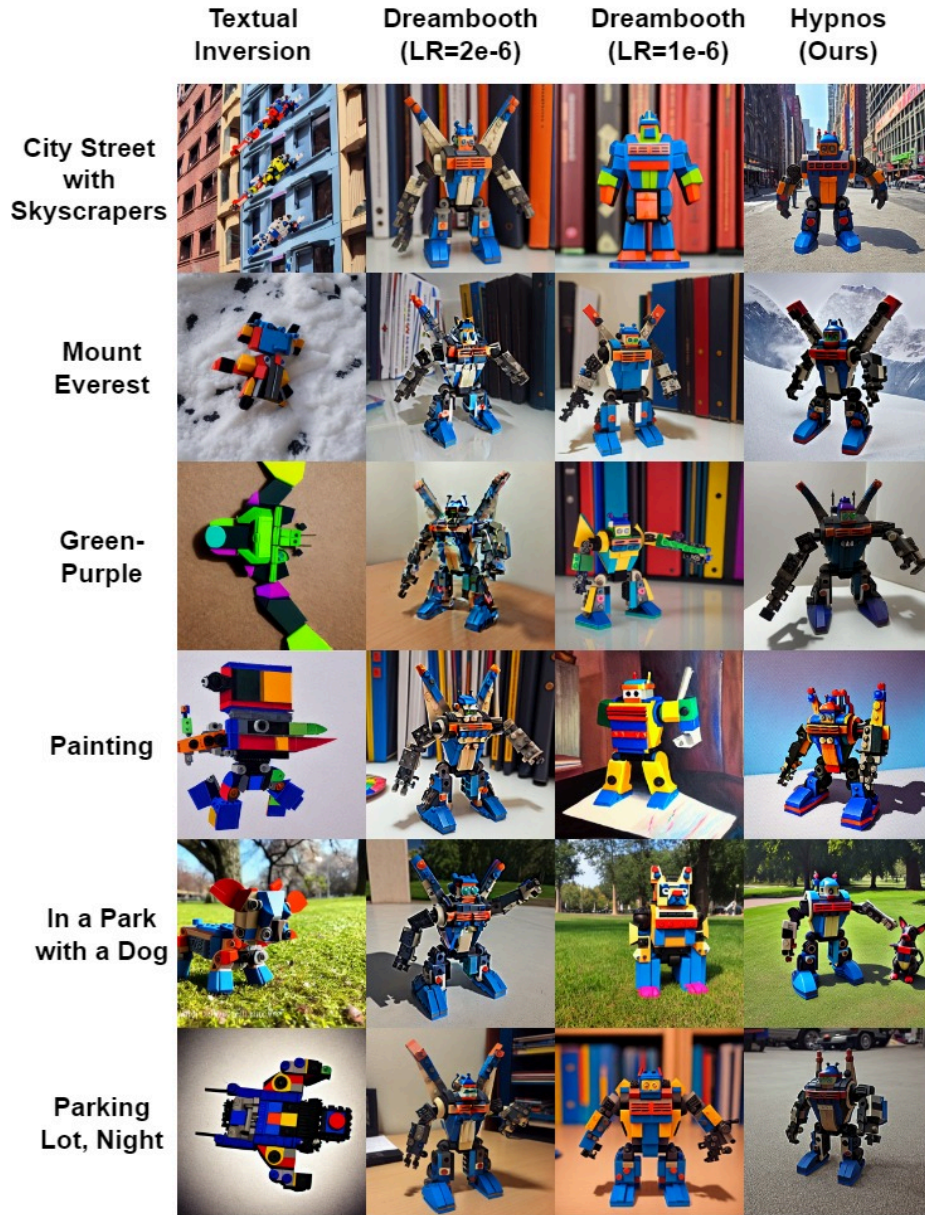 Textual
Inversion
Dreambooth
(LR=2e-6)
Dreambooth
(LR=1e-6)
Hypnos
(Ours)
City Street
with
Skyscrapers
Mount
Everest
Green-
Purple
Painting
In a Park
with a Dog
Parking
Lot, Night